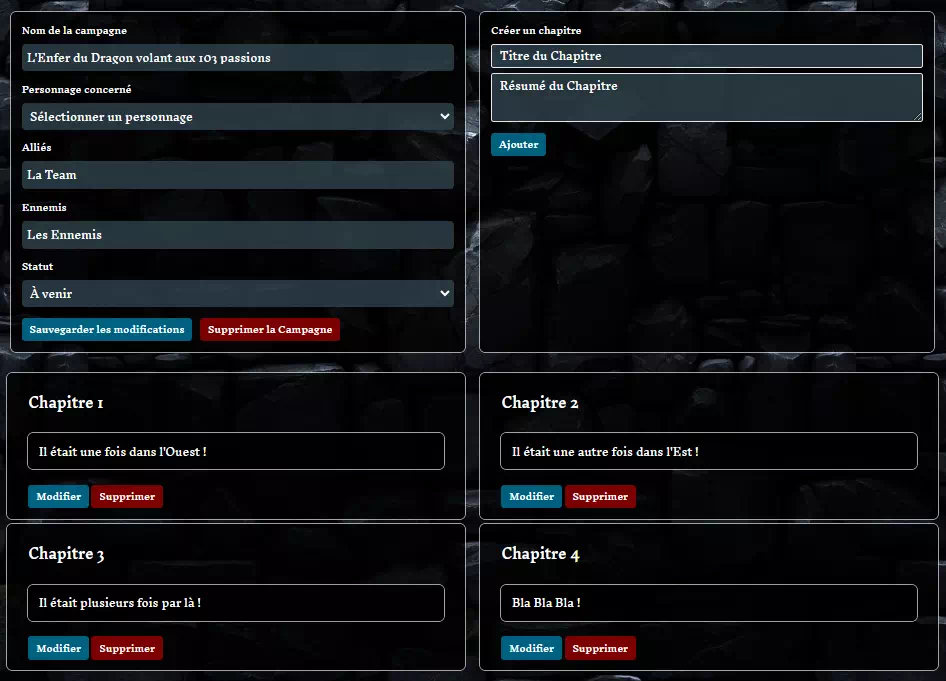 Nom de la campagne
L'Enfer du Dragon volant aux 103 passions
Personnage concerné
Sélectionner un personnage
Alliés
La Team
Ennemis
Les Ennemis
Statut
À venir
Sauvegarder les modifications Supprimer la Campagne
Créer un chapitre
Titre du Chapitre
Résumé du Chapitre
Ajouter
Chapitre 1
Il était une fois dans l'Ouest !
Modifier Supprimer
Chapitre 2
Il était une autre fois dans l'Est !
Modifier Supprimer
Chapitre 3
Il était plusieurs fois par là !
Modifier Supprimer
Chapitre 4
Bla Bla Bla !
Modifier Supprimer